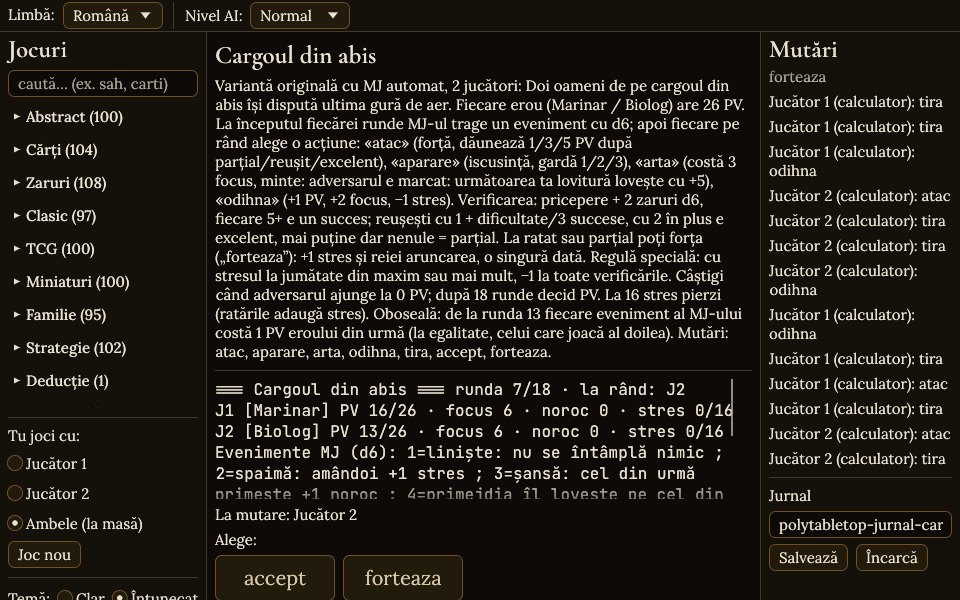 Limbă: Română ▼ Nivel AI: Normal ▼
Jocuri
caută... (ex. sah, carti)
▸ Abstract (100)
▸ Cărți (104)
▸ Zaruri (108)
▸ Clasic (97)
▸ TCG (100)
▸ Miniaturi (100)
▸ Familie (95)
▸ Strategie (102)
▸ Deducție (1)
Tu joci cu:
Jucător 1
Jucător 2
Ambele (la masă)
Joc nou
Temă: Clar Întunecat
Cargoul din abis
Variantă originală cu MJ automat, 2 jucători: Doi oameni de pe cargoul din
abis își dispută ultima gură de aer. Fiecare erou (Marinar / Biolog) are 26 PV.
La începutul fiecărei runde MJ-ul trage un eveniment cu d6; apoi fiecare pe
rând alege o acțiune: «atac» (forță, dăunează 1/3/5 PV după
parțial/reușit/excelent), «aparare» (iscusință, gardă 1/2/3), «arta» (costă 3
focus, minte: adversarul e marcat: următoarea ta lovitură lovește cu +5),
«odihna» (+1 PV, +2 focus, −1 stres). Verificarea: pricepere + 2 zaruri d6,
fiecare 5+ e un succes; reușești cu 1 + dificultate/3 succese, cu 2 în plus e
excelent, mai puține dar nenule = parțial. La ratat sau parțial poți forța
(„forteaza”): +1 stres și reiei aruncarea, o singură dată. Regulă specială: cu
stresul la jumătate din maxim sau mai mult, −1 la toate verificările. Câștigi
când adversarul ajunge la 0 PV; după 18 runde decid PV. La 16 stres pierzi
(ratările adaugă stres). Oboseală: de la runda 13 fiecare eveniment al MJ-ului
costă 1 PV eroului din urmă (la egalitate, celui care joacă al doilea). Mutări:
atac, aparare, arta, odihna, tira, accept, forteaza.
═══ Cargoul din abis ═══ runda 7/18 · la rând: J2
J1 [Marinar] PV 16/26 · focus 6 · noroc 0 · stres 0/16
J2 [Biolog] PV 13/26 · focus 6 · noroc 0 · stres 0/16
Evenimente MJ (d6): 1=liniște: nu se întâmplă nimic ;
2=spaimă: amândoi +1 stres ; 3=șansă: cel din urmă
primește +1 noroc ; 4=primejdia îl lovește pe cel din
La mutare: Jucător 2
Alege:
accept forteaza
Mutări
forteaza
Jucător 1 (calculator): tira
Jucător 1 (calculator): tira
Jucător 1 (calculator):
odihna
Jucător 2 (calculator): atac
Jucător 2 (calculator): tira
Jucător 2 (calculator): tira
Jucător 2 (calculator):
odihna
Jucător 1 (calculator):
odihna
Jucător 1 (calculator): tira
Jucător 1 (calculator): atac
Jucător 1 (calculator): tira
Jucător 2 (calculator): atac
Jucător 2 (calculator): tira
Jurnal
polytabletop-jurnal-car
Salvează Încarcă